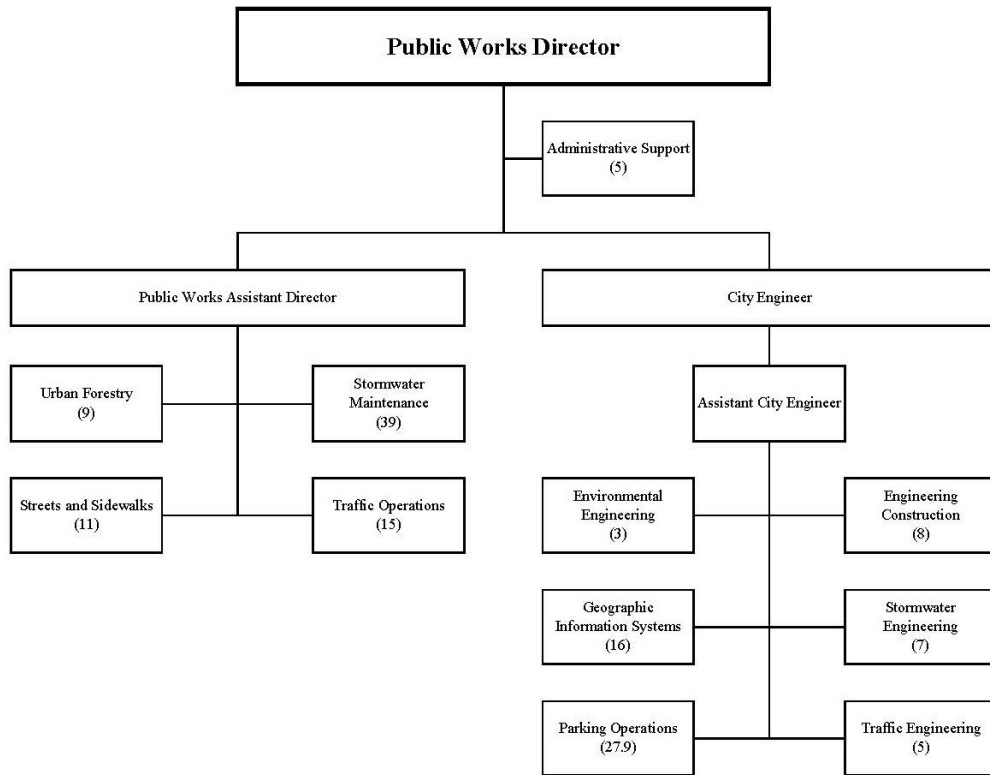 Public Works Director
Administrative Support
(5)
Public Works Assistant Director
City Engineer
Urban Forestry
(9)
Stormwater
Maintenance
(39)
Assistant City Engineer
Streets and Sidewalks
(11)
Traffic Operations
(15)
Environmental
Engineering
(3)
Engineering
Construction
(8)
Geographic
Information Systems
(16)
Stormwater
Engineering
(7)
Parking Operations
(27.9)
Traffic Engineering
(5)